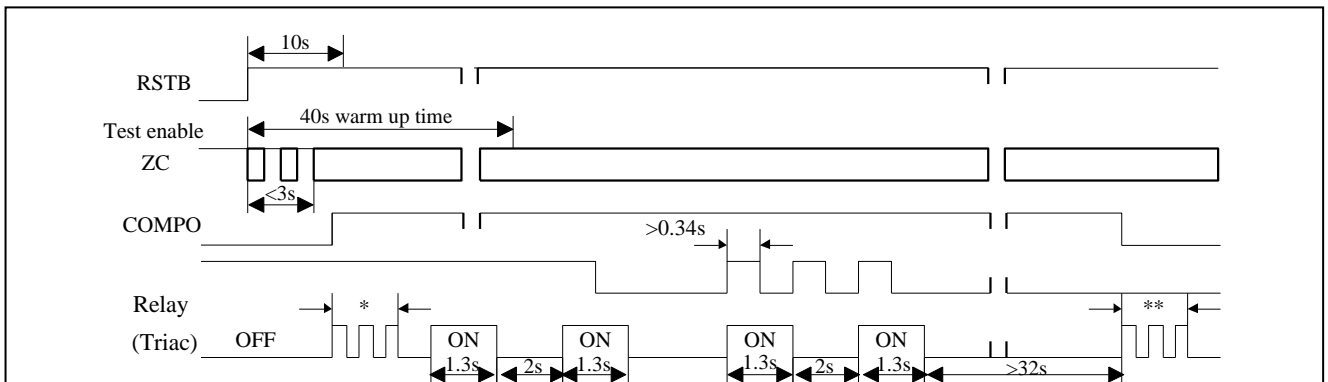 10s
RSTB
40s warm up time
Test enable
ZC
<3s
COMPO
>0.34s
Relay
* **
(Triac) OFF ON ON ON ON
1.3s 2s 1.3s 1.3s 2s 1.3s >32s